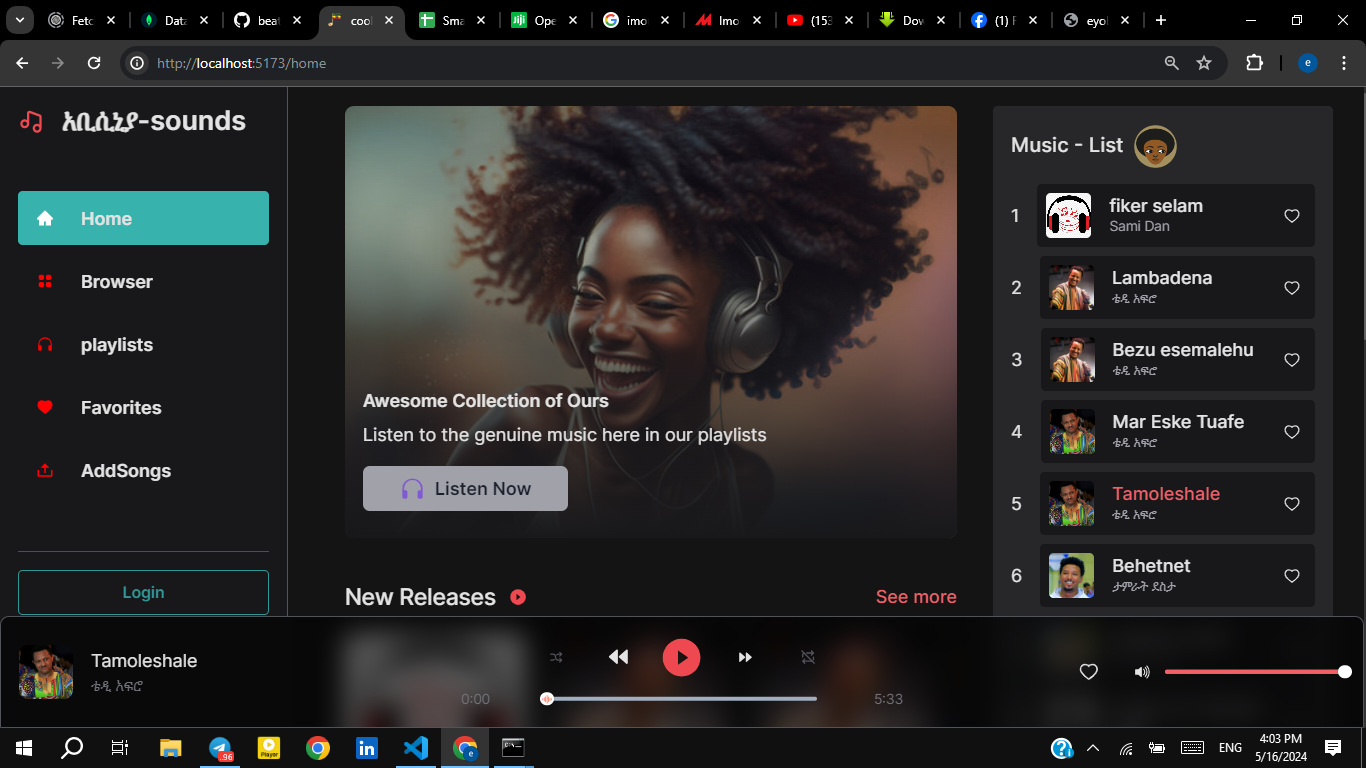 Fetc
Data
beat
cool
Sma
Ope
imo
Imo
(153
Dow
(1) F
eyol
http://localhost:5173/home
e
አቢሲኒያ-sounds
Home
Browser
playlists
Favorites
AddSongs
Login
Awesome Collection of Ours
Listen to the genuine music here in our playlists
Listen Now
New Releases
See more
Music - List
1
fiker selam
Sami Dan
2
Lambadena
ቴዲ አፍሮ
3
Bezu esemalehu
ቴዲ አፍሮ
4
Mar Eske Tuafe
ቴዲ አፍሮ
5
Tamoleshale
ቴዲ አፍሮ
6
Behetnet
ታምራት ደስታ
Tamoleshale
ቴዲ አፍሮ
0:00
5:33
96
Player
ENG
4:03 PM
5/16/2024